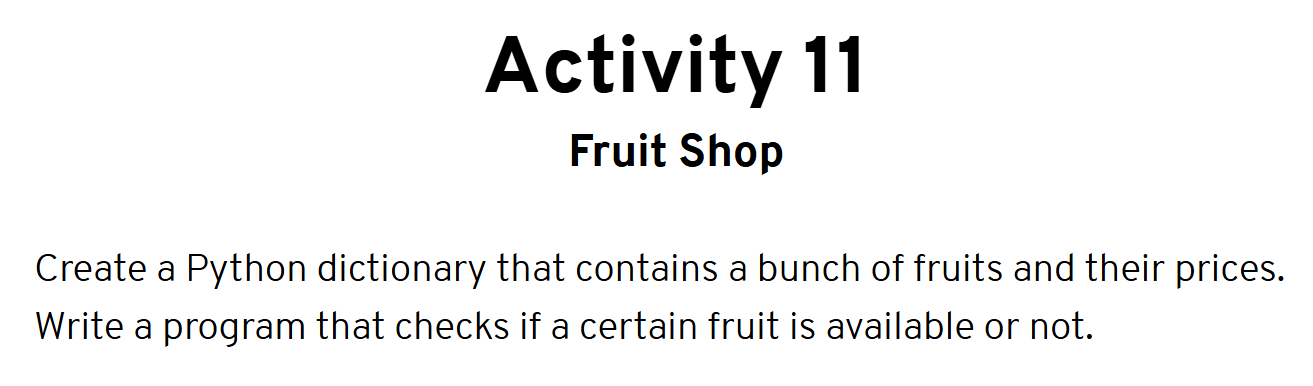 Activity 11
Fruit Shop
Create a Python dictionary that contains a bunch of fruits and their prices.
Write a program that checks if a certain fruit is available or not.